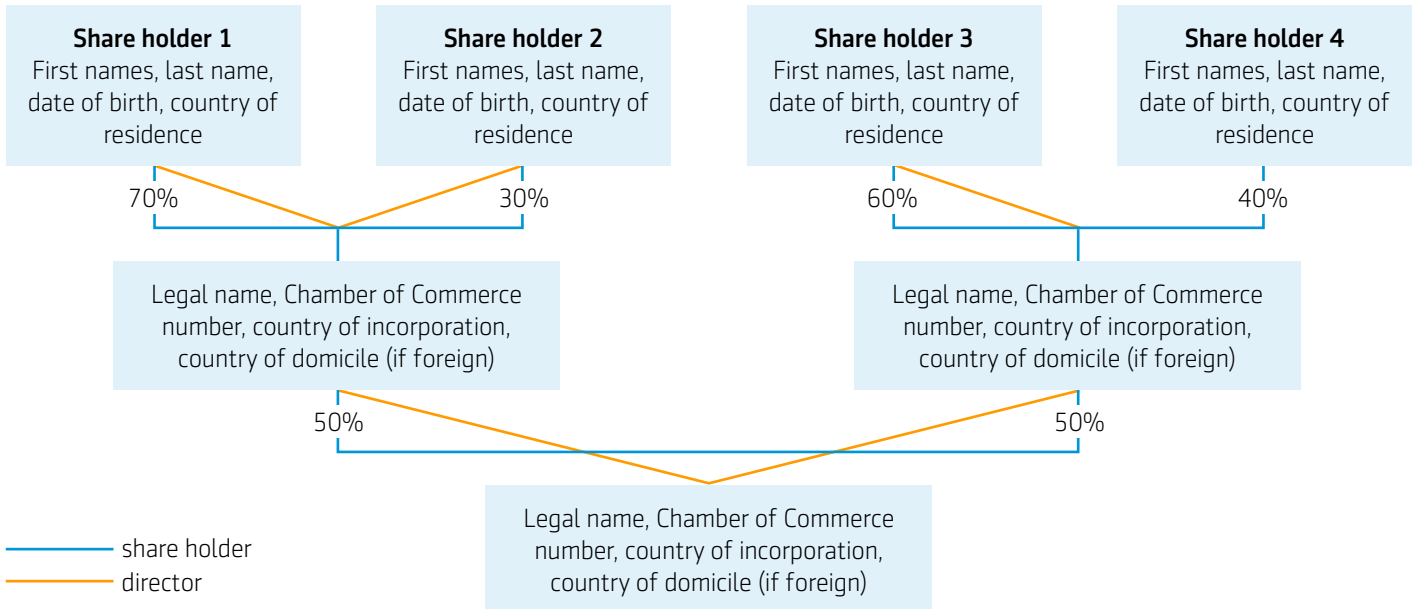 Share holder 1
First names, last name,
date of birth, country of
residence
Share holder 2
First names, last name,
date of birth, country of
residence
Share holder 3
First names, last name,
date of birth, country of
residence
Share holder 4
First names, last name,
date of birth, country of
residence
70%
30%
60%
40%
Legal name, Chamber of Commerce
number, country of incorporation,
country of domicile (if foreign)
Legal name, Chamber of Commerce
number, country of incorporation,
country of domicile (if foreign)
50%
50%
Legal name, Chamber of Commerce
number, country of incorporation,
country of domicile (if foreign)
share holder
director